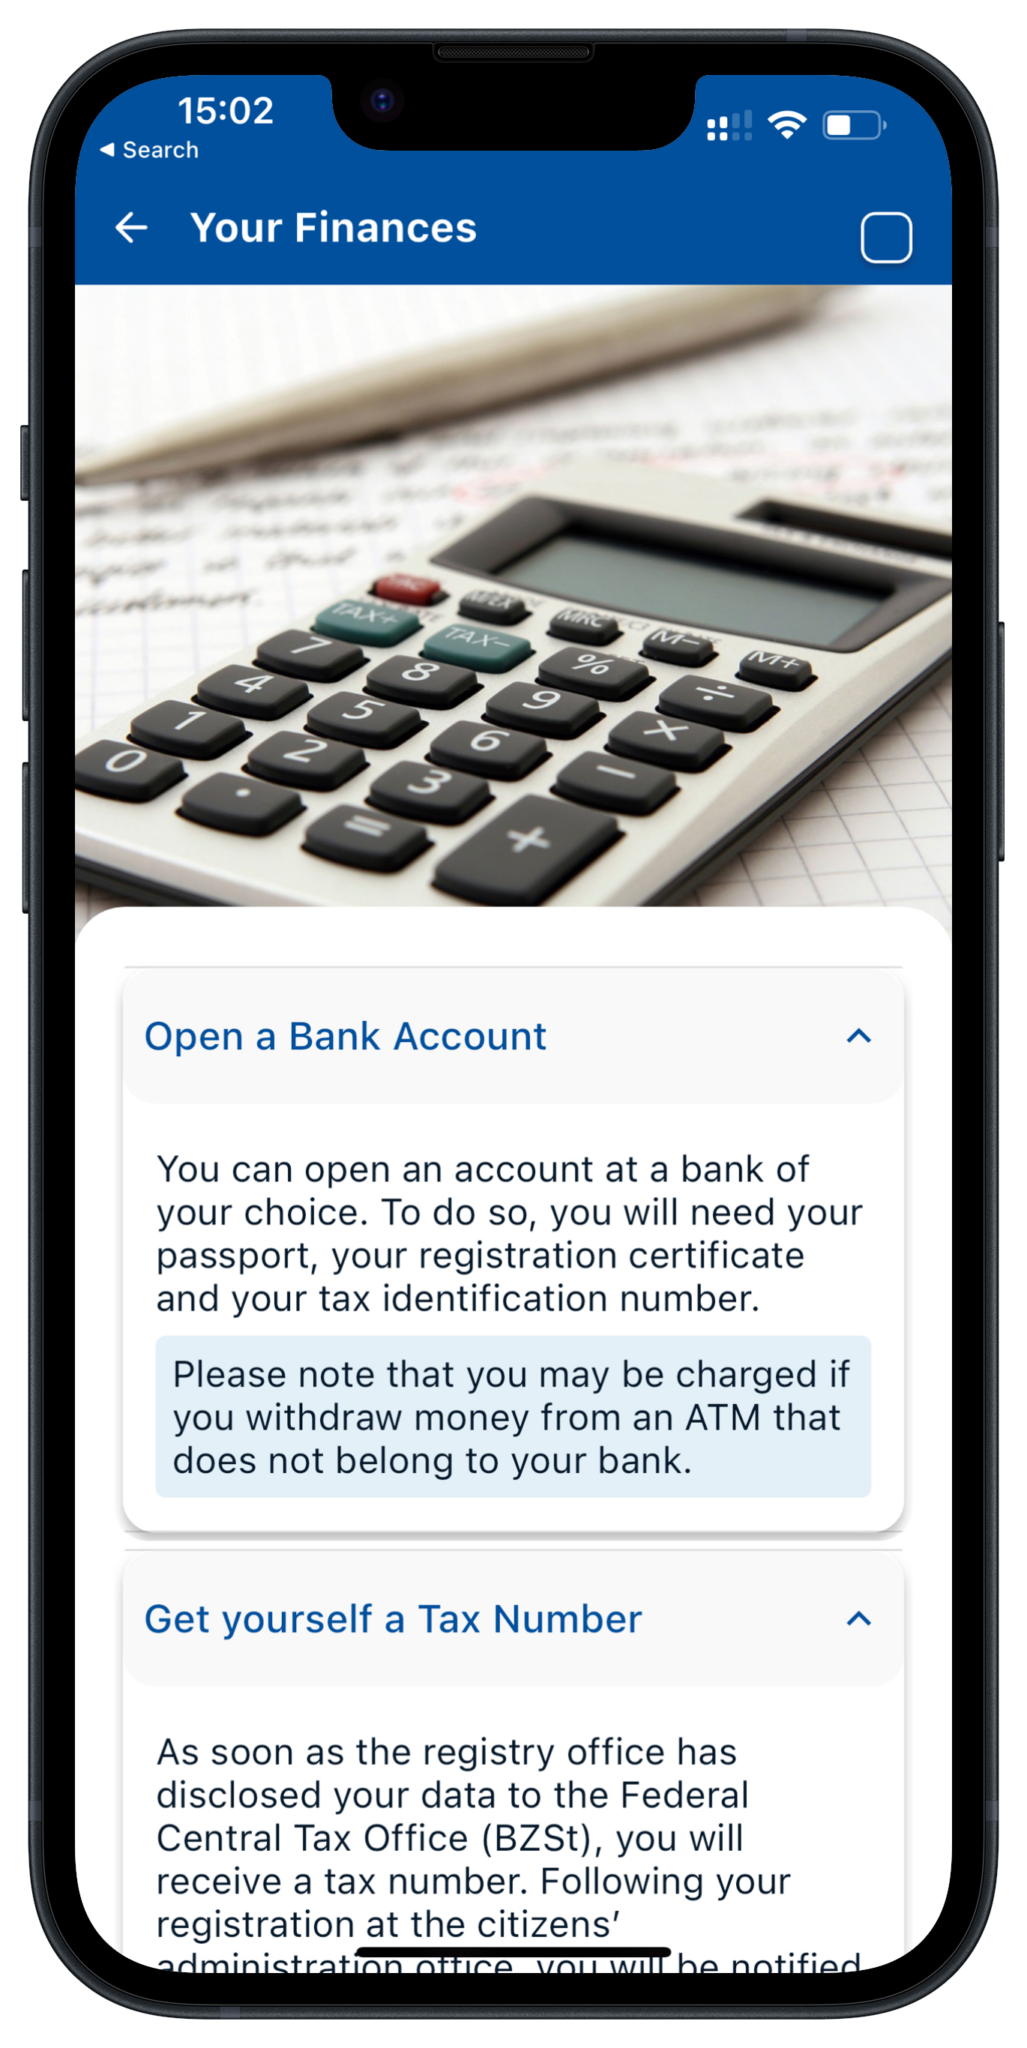 15:02
◀ Search
Your Finances
TAX+
TAX−
MRC
M−
M+
7
8
9
%
÷
4
5
6
×
1
2
3
−
0
.
=
+
Open a Bank Account
You can open an account at a bank of
your choice. To do so, you will need your
passport, your registration certificate
and your tax identification number.
Please note that you may be charged if
you withdraw money from an ATM that
does not belong to your bank.
Get yourself a Tax Number
As soon as the registry office has
disclosed your data to the Federal
Central Tax Office (BZSt), you will
receive a tax number. Following your
registration at the citizens’
administration office, you will be notified